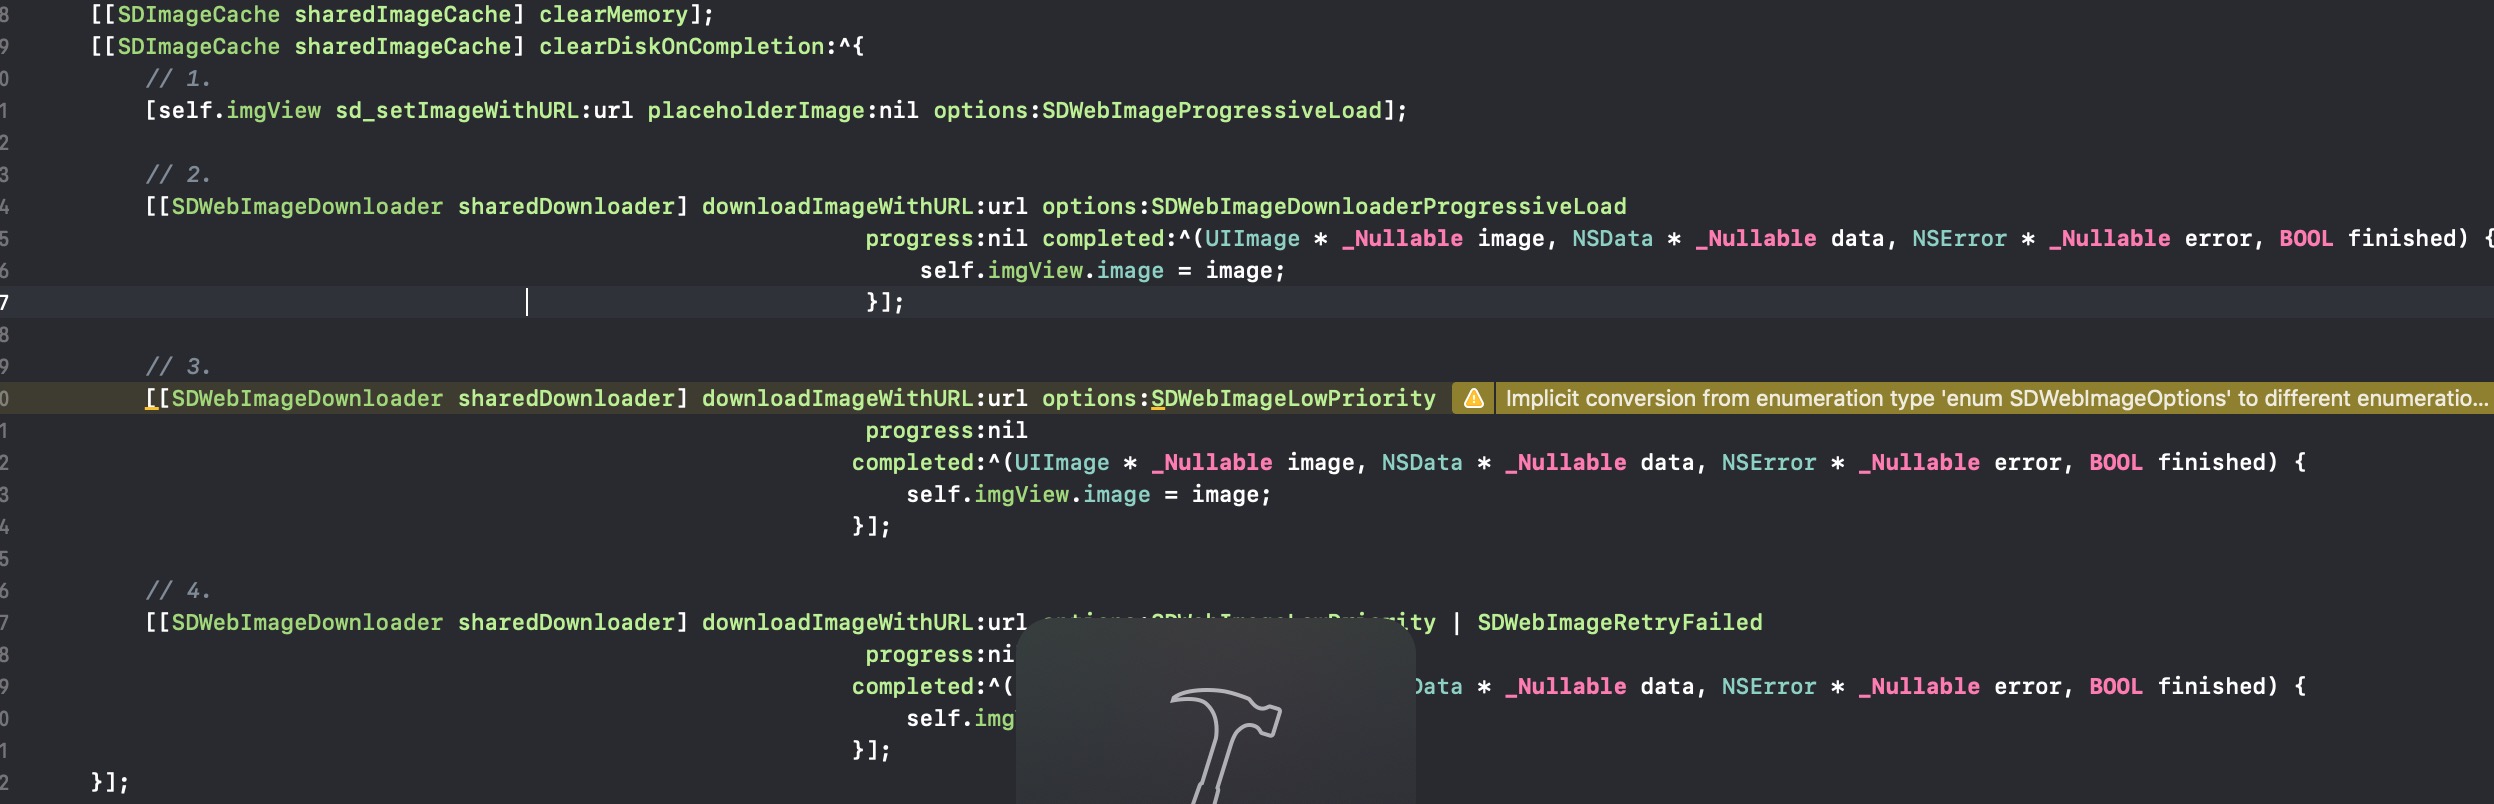 8 [[SDImageCache sharedImageCache] clearMemory];
9 [[SDImageCache sharedImageCache] clearDiskOnCompletion:^{
0 // 1.
1 [self.imgView sd_setImageWithURL:url placeholderImage:nil options:SDWebImageProgressiveLoad];
2
3 // 2.
4 [[SDWebImageDownloader sharedDownloader] downloadImageWithURL:url options:SDWebImageDownloaderProgressiveLoad
5 progress:nil completed:^(UIImage * _Nullable image, NSData * _Nullable data, NSError * _Nullable error, BOOL finished) {
6 self.imgView.image = image;
7 }];
8
9 // 3.
0 [[SDWebImageDownloader sharedDownloader] downloadImageWithURL:url options:SDWebImageLowPriority Implicit conversion from enumeration type 'enum SDWebImageOptions' to different enumeratio...
1 progress:nil
2 completed:^(UIImage * _Nullable image, NSData * _Nullable data, NSError * _Nullable error, BOOL finished) {
3 self.imgView.image = image;
4 }];
5
6 // 4.
7 [[SDWebImageDownloader sharedDownloader] downloadImageWithURL:url | SDWebImageRetryFailed
8 progress:ni
9 completed:^( Data * _Nullable data, NSError * _Nullable error, BOOL finished) {
0 self.img
1 }];
2 }];